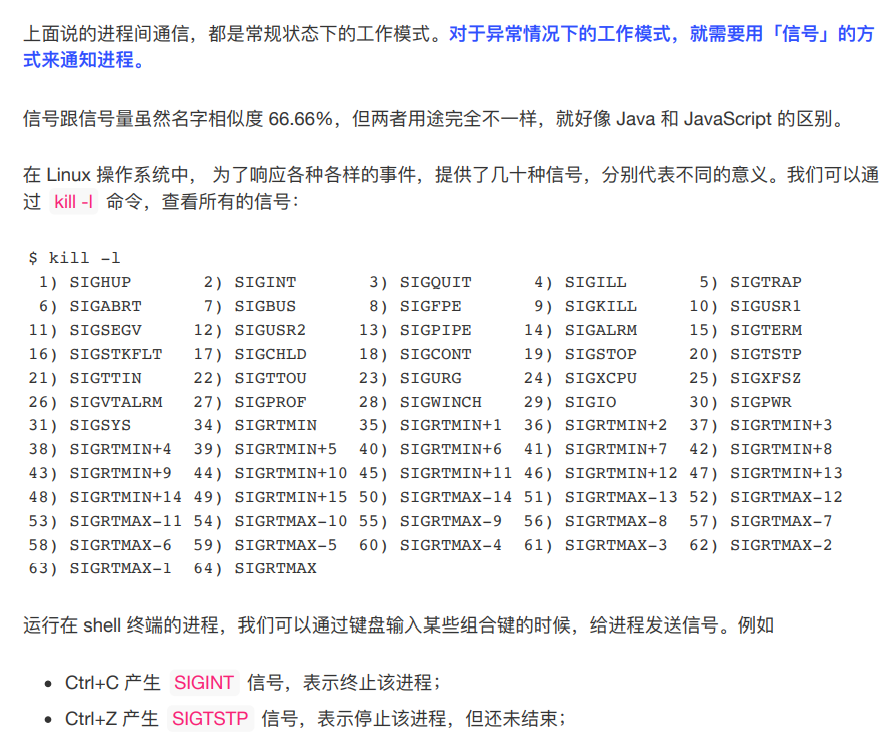 上面说的进程间通信，都是常规状态下的工作模式。对于异常情况下的工作模式，就需要用「信号」的方
式来通知进程。
信号跟信号量虽然名字相似度 66.66%，但两者用途完全不一样，就好像 Java 和 JavaScript 的区别。
在 Linux 操作系统中， 为了响应各种各样的事件，提供了几十种信号，分别代表不同的意义。我们可以通
过 kill -l 命令，查看所有的信号：
$ kill -l
1) SIGHUP 2) SIGINT 3) SIGQUIT 4) SIGILL 5) SIGTRAP
6) SIGABRT 7) SIGBUS 8) SIGFPE 9) SIGKILL 10) SIGUSR1
11) SIGSEGV 12) SIGUSR2 13) SIGPIPE 14) SIGALRM 15) SIGTERM
16) SIGSTKFLT 17) SIGCHLD 18) SIGCONT 19) SIGSTOP 20) SIGTSTP
21) SIGTTIN 22) SIGTTOU 23) SIGURG 24) SIGXCPU 25) SIGXFSZ
26) SIGVTALRM 27) SIGPROF 28) SIGWINCH 29) SIGIO 30) SIGPWR
31) SIGSYS 34) SIGRTMIN 35) SIGRTMIN+1 36) SIGRTMIN+2 37) SIGRTMIN+3
38) SIGRTMIN+4 39) SIGRTMIN+5 40) SIGRTMIN+6 41) SIGRTMIN+7 42) SIGRTMIN+8
43) SIGRTMIN+9 44) SIGRTMIN+10 45) SIGRTMIN+11 46) SIGRTMIN+12 47) SIGRTMIN+13
48) SIGRTMIN+14 49) SIGRTMIN+15 50) SIGRTMAX-14 51) SIGRTMAX-13 52) SIGRTMAX-12
53) SIGRTMAX-11 54) SIGRTMAX-10 55) SIGRTMAX-9 56) SIGRTMAX-8 57) SIGRTMAX-7
58) SIGRTMAX-6 59) SIGRTMAX-5 60) SIGRTMAX-4 61) SIGRTMAX-3 62) SIGRTMAX-2
63) SIGRTMAX-1 64) SIGRTMAX
运行在 shell 终端的进程，我们可以通过键盘输入某些组合键的时候，给进程发送信号。例如
• Ctrl+C 产生 SIGINT 信号，表示终止该进程；
• Ctrl+Z 产生 SIGTSTP 信号，表示停止该进程，但还未结束；